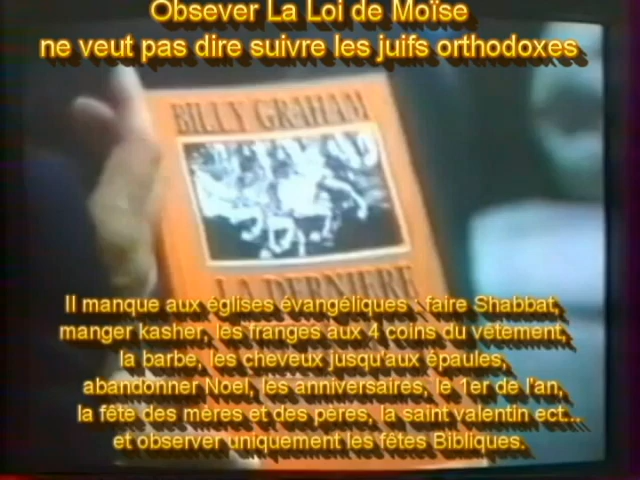 Obsever La Loi de Moïse
ne veut pas dire suivre les juifs orthodoxes
BILLY GRAHAM
LA DERNIERE
Il manque aux églises évangéliques : faire Shabbat,
manger kasher, les franges aux 4 coins du vêtement,
la barbe, les cheveux jusqu'aux épaules,
abandonner Noel, les anniversaires, le 1er de l'an,
la fête des mères et des pères, la saint valentin ect...
et observer uniquement les fêtes Bibliques.